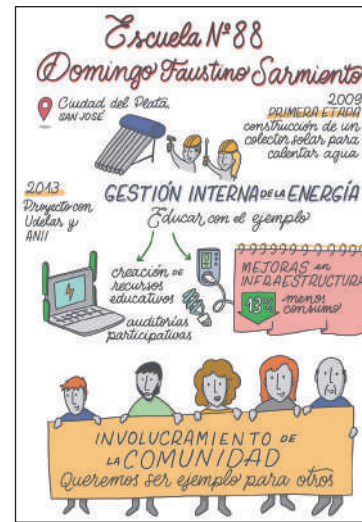 Escuela Nº 88
Domingo Faustino Sarmiento
Ciudad del Plata,
SAN JOSÉ
2009
PRIMERA ETAPA
construcción de un
colector solar para
calentar agua
2013
Proyecto con
Udelar y
ANII
GESTIÓN INTERNA DE LA ENERGÍA
Educar con el ejemplo
creación de
recursos
educativos
auditorías
participativas
MEJORAS en
INFRAESTRUCTURA
13% menos
consumo
INVOLUCRAMIENTO DE
LA COMUNIDAD
Queremos ser ejemplo para otros